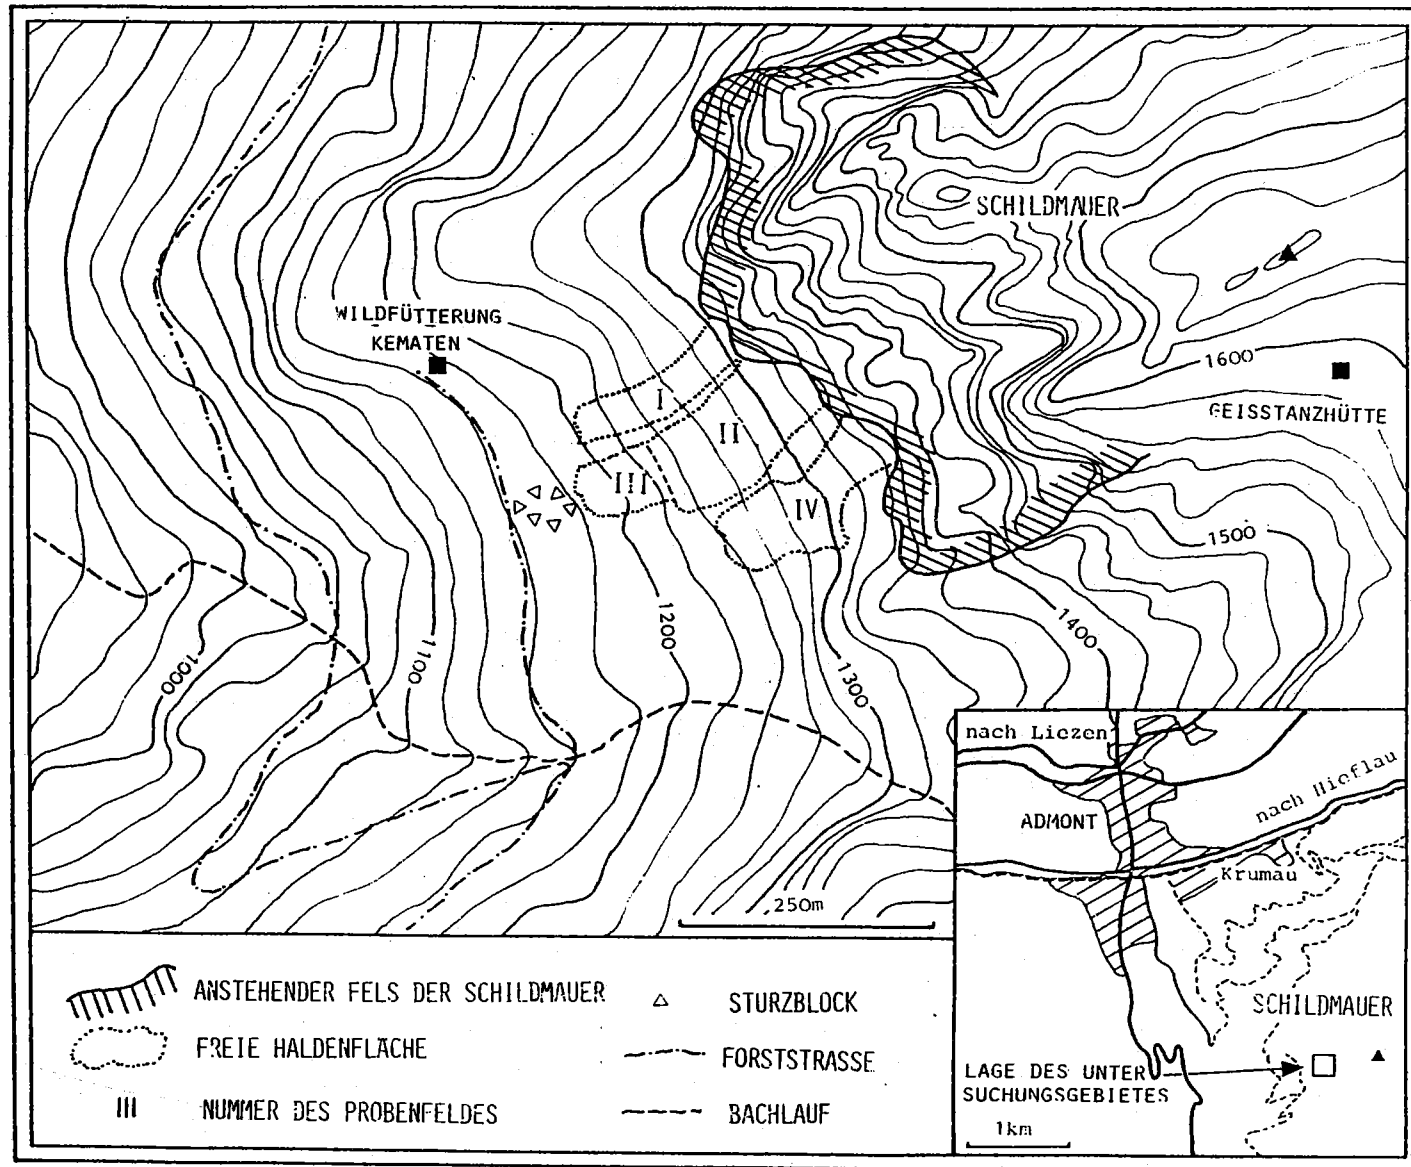 SCHILDMAUER
WILDFÜTTERUNG
KEMATEN
1600
GEISSTANZHÜTTE
I
II
III
IV
1500
1400
1300
1200
1100
1000
250m
nach Liezen
nach Hieflau
ADMONT
Krumau
SCHILDMAUER
LAGE DES UNTER
SUCHUNGSGEBIETES
1km
ANSTEHENDER FELS DER SCHILDMAUER
STURZBLOCK
FREIE HALDENFLÄCHE
FORSTSTRASSE
III
NUMMER DES PROBENFELDES
BACHLAUF